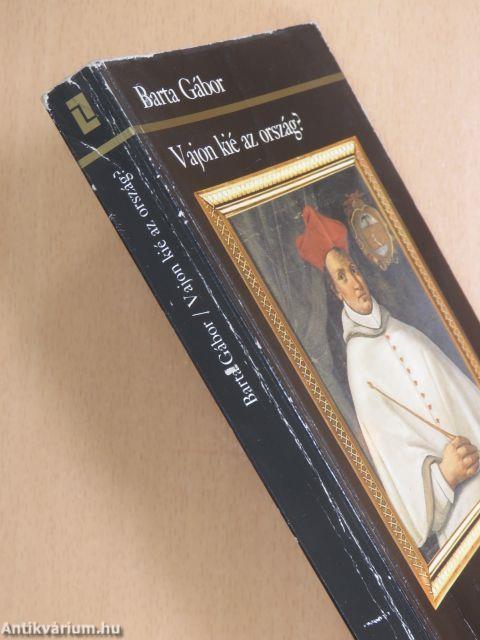 Barta Gábor
Vajon kié az ország?
Barta Gábor / Vajon kié az ország?
Antikvárium.hu